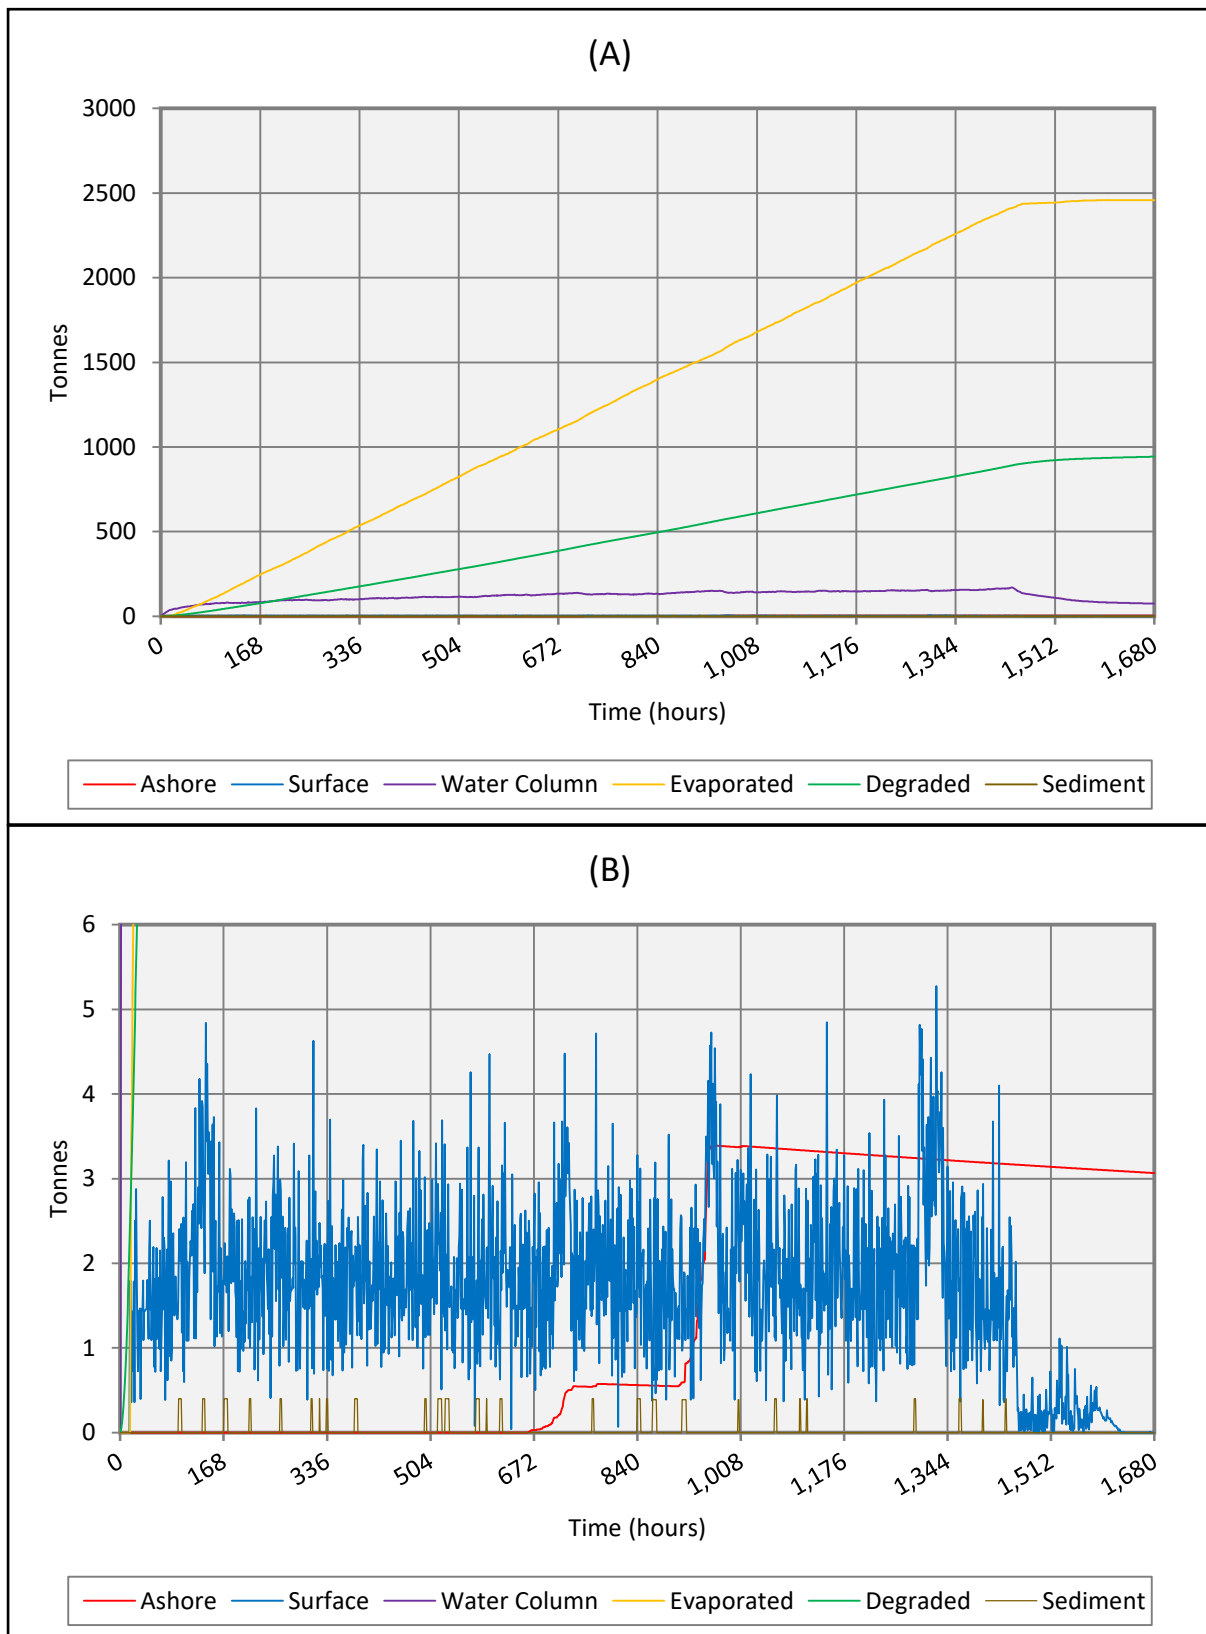 (A)
3000
2500
2000
1500
1000
500
0
Tonnes
0 168 336 504 672 840 1,008 1,176 1,344 1,512 1,680
Time (hours)
Ashore Surface Water Column Evaporated Degraded Sediment
(B)
6
5
4
3
2
1
0
Tonnes
0 168 336 504 672 840 1,008 1,176 1,344 1,512 1,680
Time (hours)
Ashore Surface Water Column Evaporated Degraded Sediment